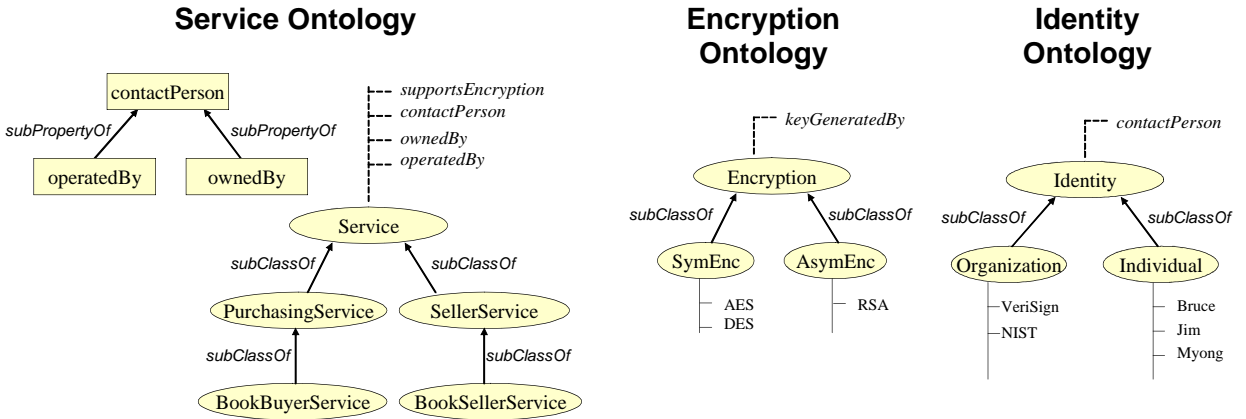 Service Ontology
contactPerson
subPropertyOf
subPropertyOf
operatedBy
ownedBy
supportsEncryption
contactPerson
ownedBy
operatedBy
Service
subClassOf
subClassOf
PurchasingService
SellerService
subClassOf
subClassOf
BookBuyerService
BookSellerService
Encryption
Ontology
keyGeneratedBy
Encryption
subClassOf
subClassOf
SymEnc
AsymEnc
AES
DES
RSA
Identity
Ontology
contactPerson
Identity
subClassOf
subClassOf
Organization
Individual
VeriSign
NIST
Bruce
Jim
Myong